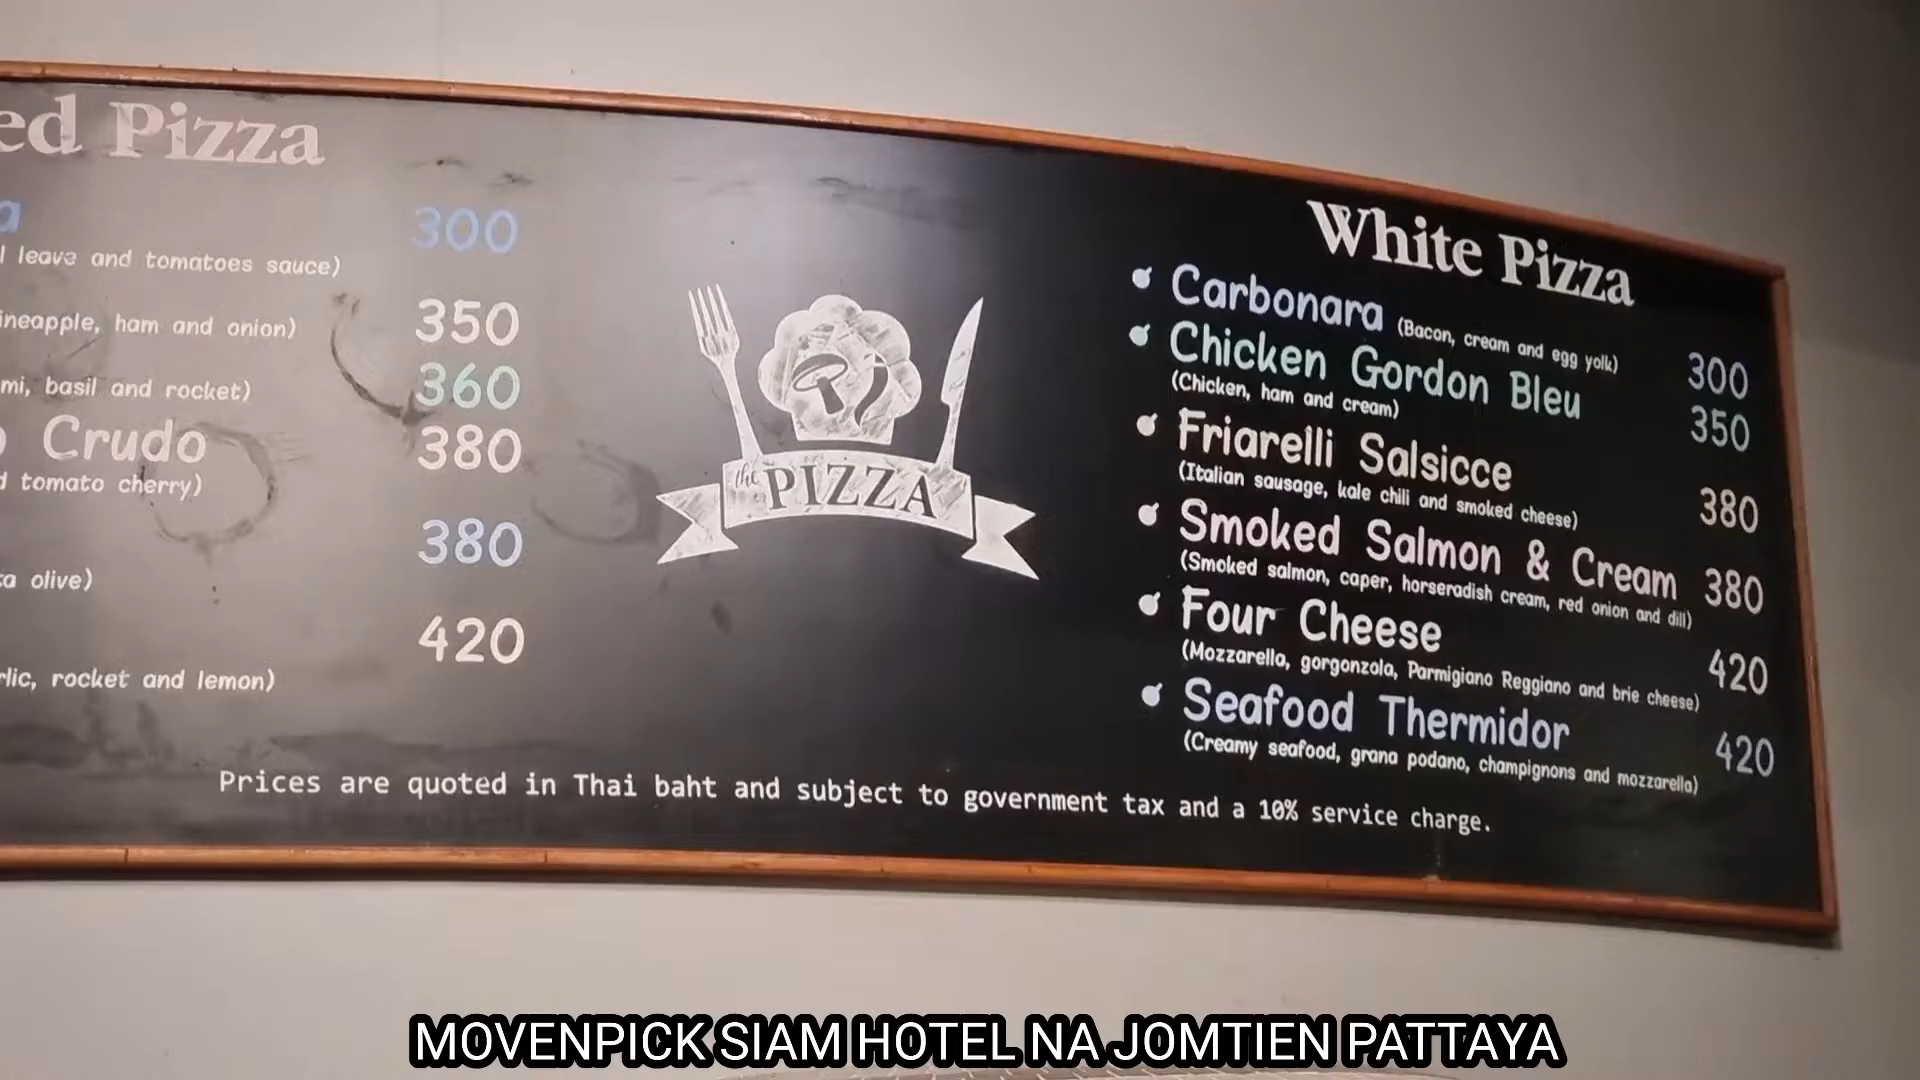 ed Pizza
a 300
l leave and tomatoes sauce)
ineapple, ham and onion) 350
mi, basil and rocket) 360
Crudo 380
d tomato cherry)
380
ta olive)
420
rlic, rocket and lemon)
the PIZZA
White Pizza
Carbonara (Bacon, cream and egg yolk) 300
Chicken Gordon Bleu 350
(Chicken, ham and cream)
Friarelli Salsicce 380
(Italian sausage, kale chili and smoked cheese)
Smoked Salmon & Cream 380
(Smoked salmon, caper, horseradish cream, red onion and dill)
Four Cheese 420
(Mozzarella, gorgonzola, Parmigiano Reggiano and brie cheese)
Seafood Thermidor 420
(Creamy seafood, grana podano, champignons and mozzarella)
Prices are quoted in Thai baht and subject to government tax and a 10% service charge.
MOVENPICK SIAM HOTEL NA JOMTIEN PATTAYA